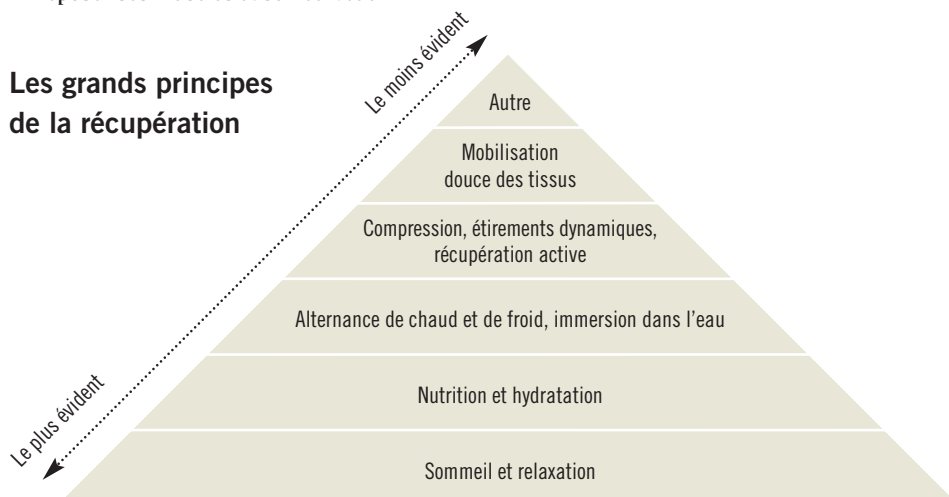 Les grands principes
de la récupération
Le moins évident
Le plus évident
Autre
Mobilisation
douce des tissus
Compression, étirements dynamiques,
récupération active
Alternance de chaud et de froid, immersion dans l'eau
Nutrition et hydratation
Sommeil et relaxation